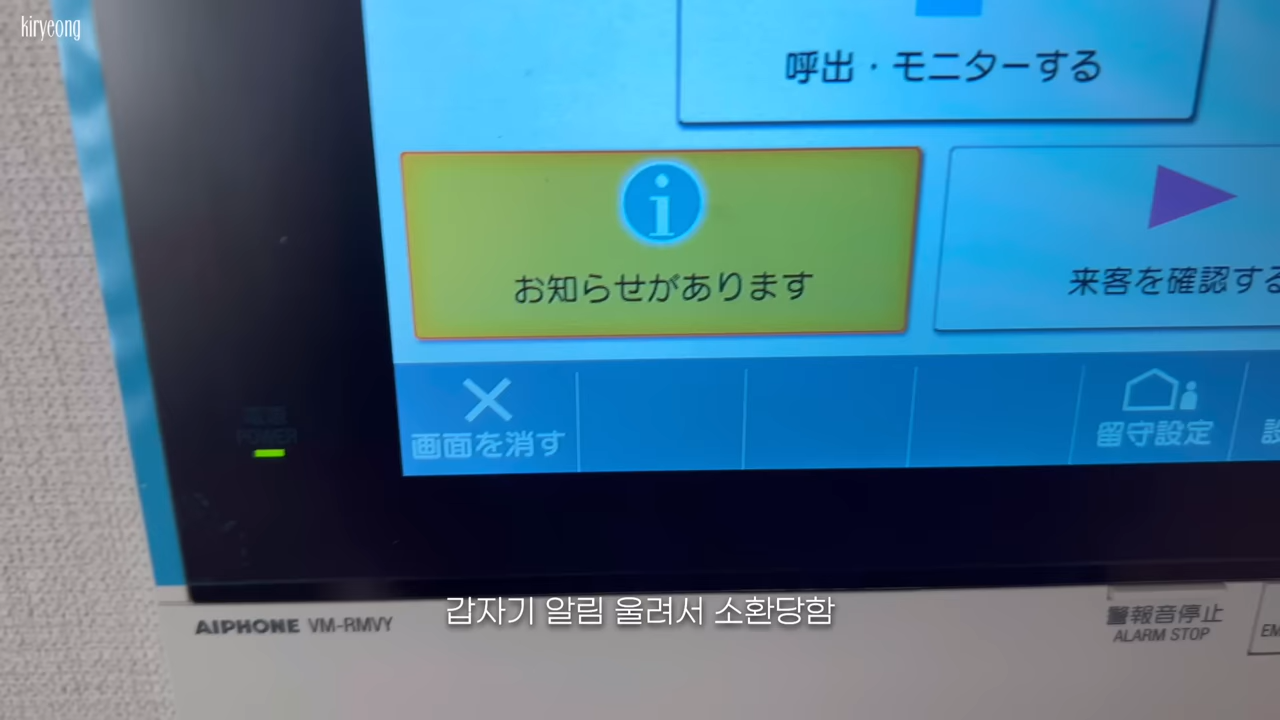 kiryeong
呼出・モニターする
お知らせがあります
来客を確認する
画面を消す
留守設定
設
POWER
AIPHONE VM-RMVY
警報音停止
ALARM STOP
EM
갑자기 알림 울려서 소환당함